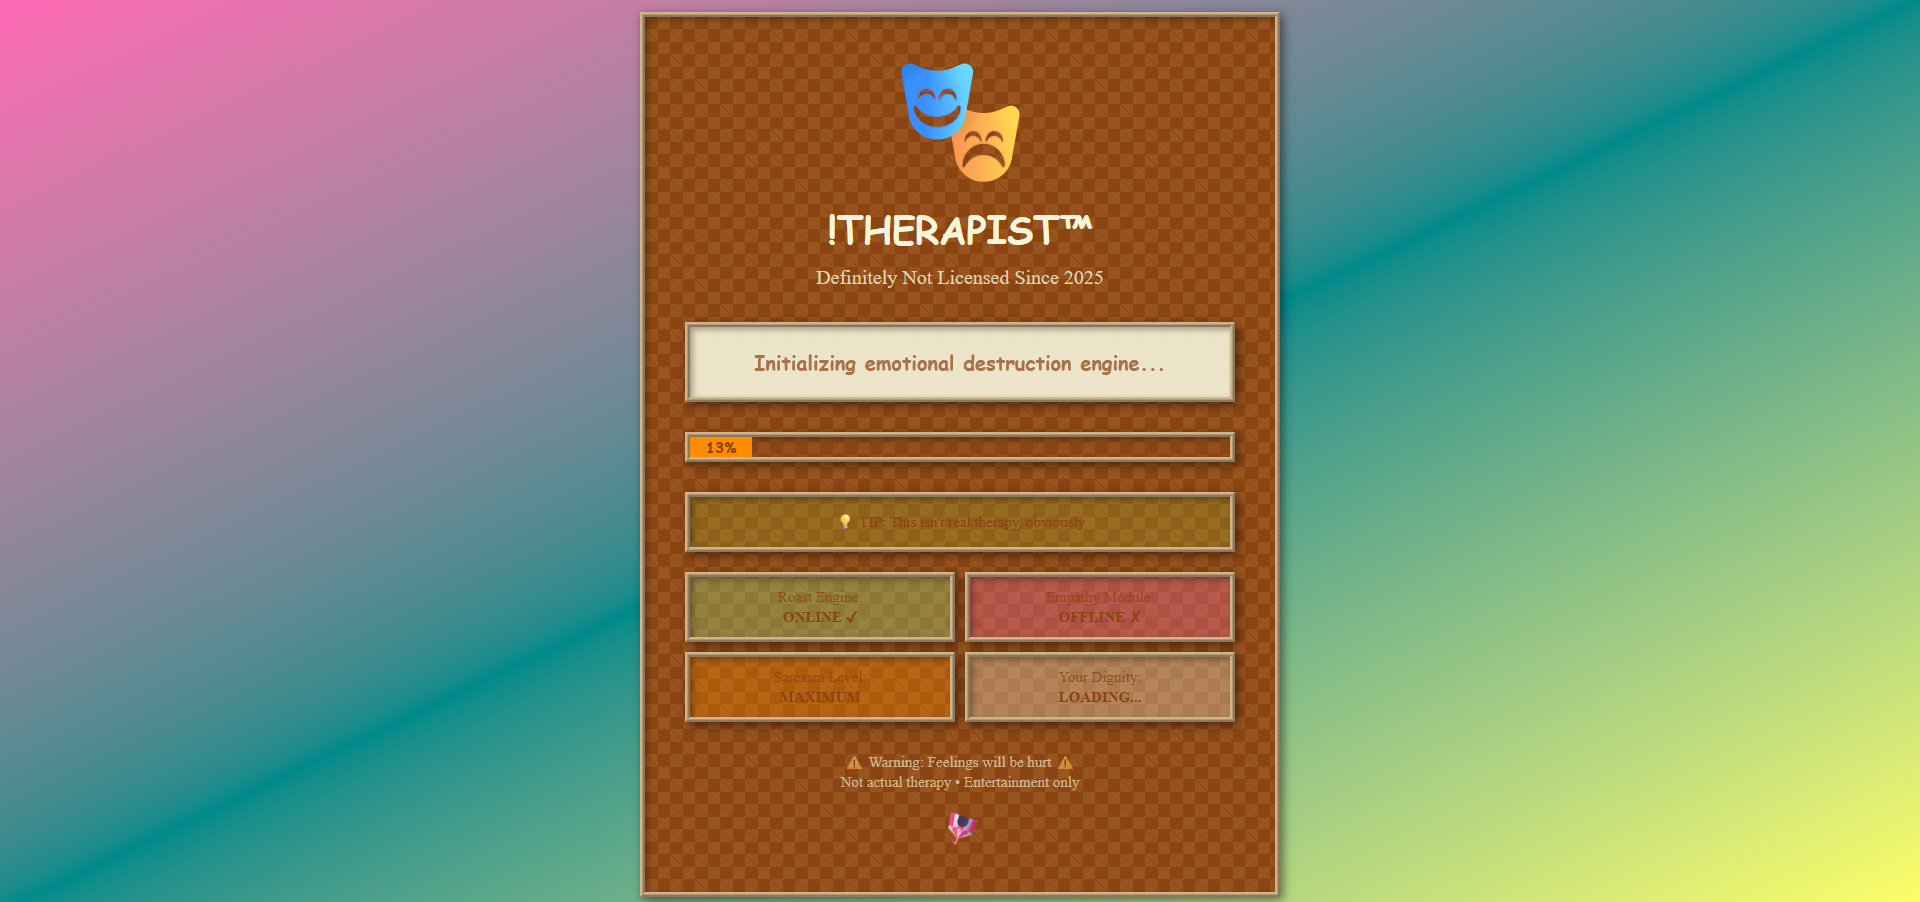 !THERAPIST™
Definitely Not Licensed Since 2025
Initializing emotional destruction engine...
13%
💡 TIP: This isn't real therapy, obviously
Roast Engine:
ONLINE ✓
Empathy Module:
OFFLINE ✗
Sarcasm Level:
MAXIMUM
Your Dignity:
LOADING...
⚠️ Warning: Feelings will be hurt ⚠️
Not actual therapy • Entertainment only